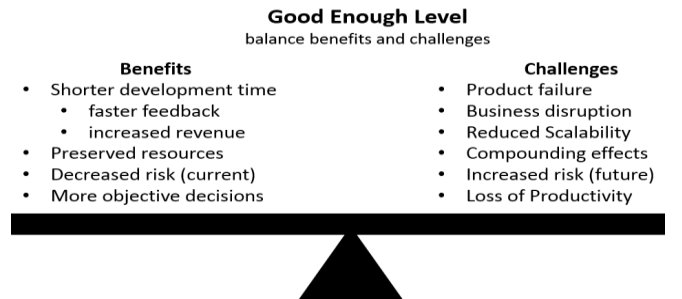 Good Enough Level
balance benefits and challenges
Benefits
• Shorter development time
• faster feedback
• increased revenue
• Preserved resources
• Decreased risk (current)
• More objective decisions
Challenges
• Product failure
• Business disruption
• Reduced Scalability
• Compounding effects
• Increased risk (future)
• Loss of Productivity